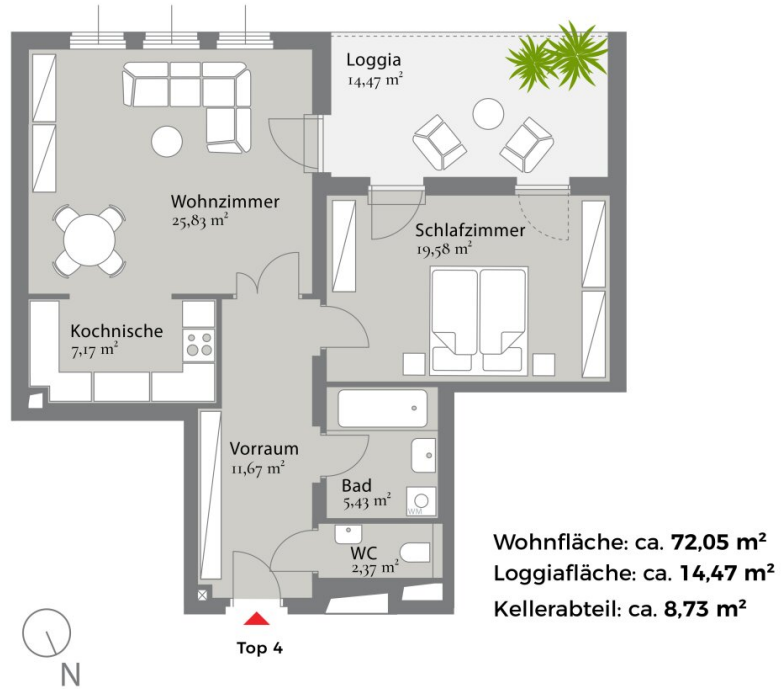 Loggia
14,47 m²
Wohnzimmer
25,83 m²
Schlafzimmer
19,58 m²
Kochnische
7,17 m²
Vorraum
11,67 m²
Bad
5,43 m²
WM
WC
2,37 m²
Wohnfläche: ca. 72,05 m²
Loggiafläche: ca. 14,47 m²
Kellerabteil: ca. 8,73 m²
Top 4
N